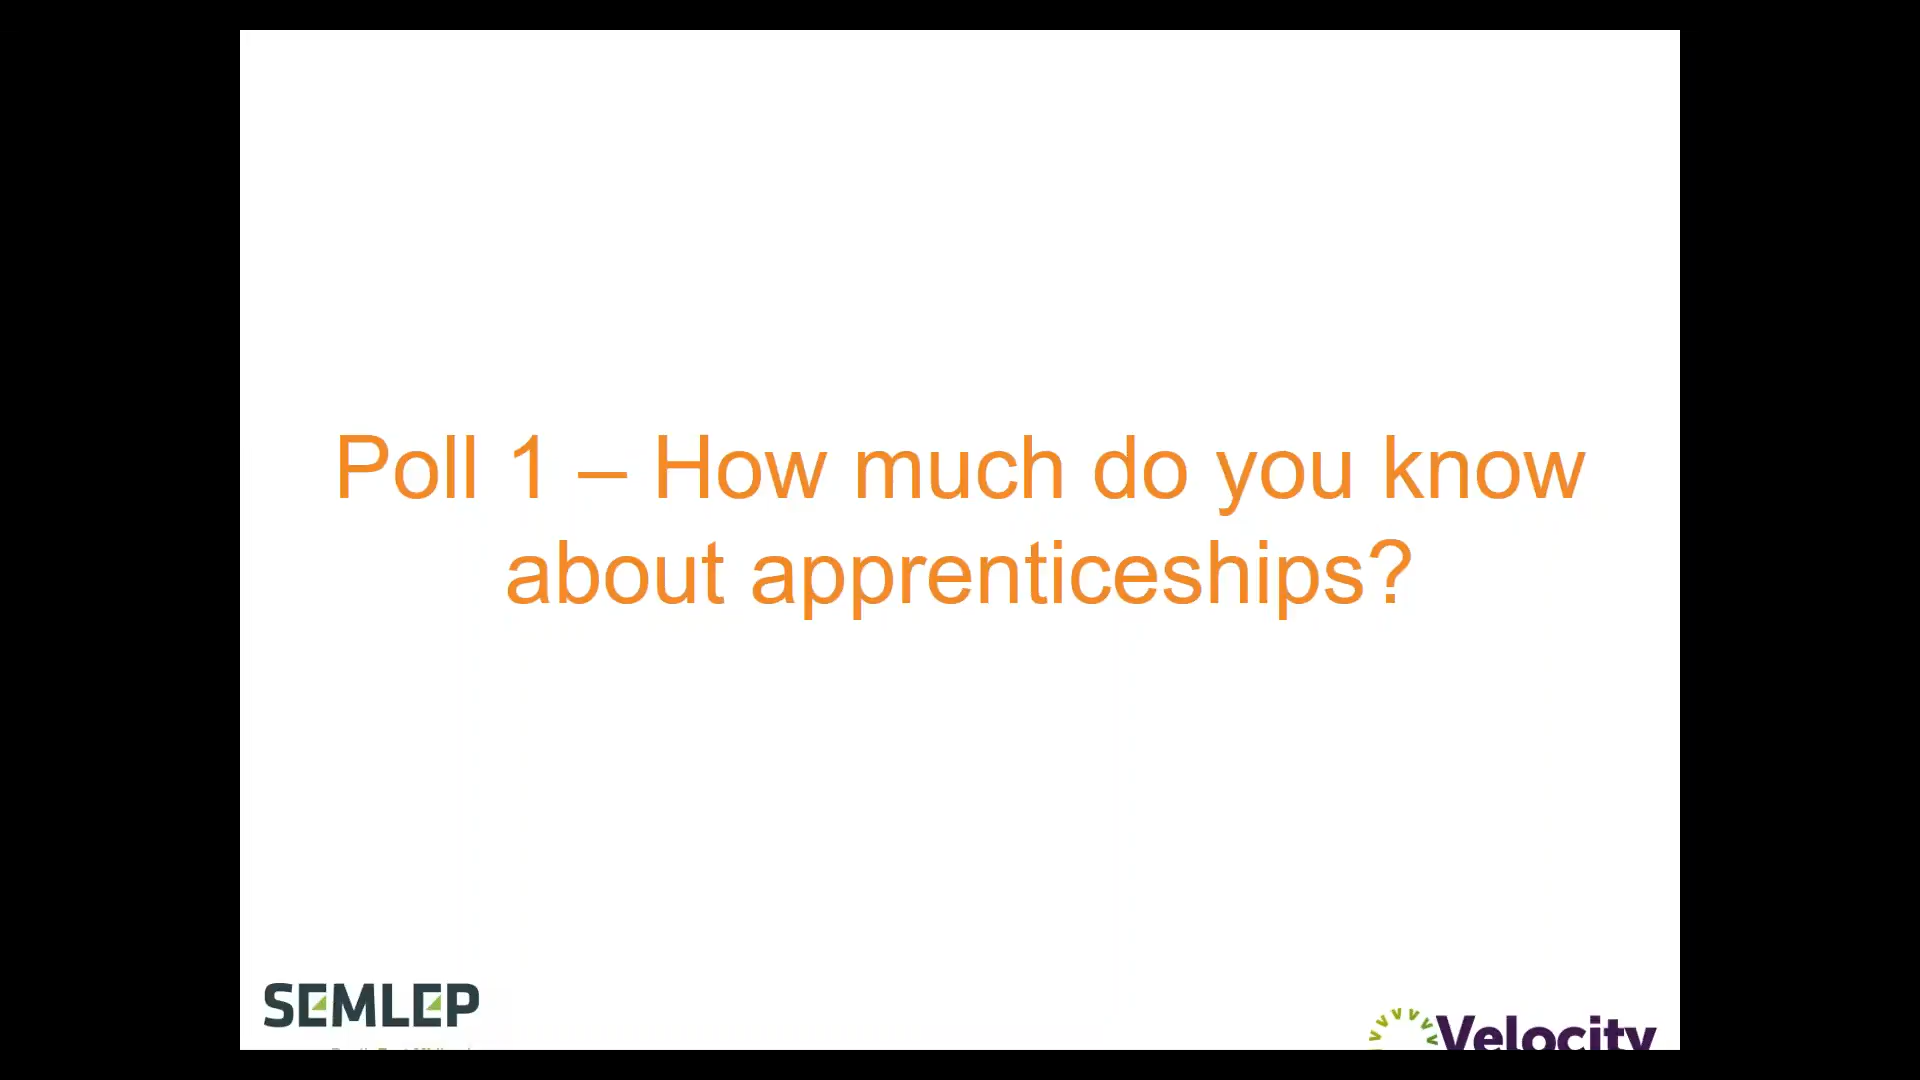 Poll 1 – How much do you know
about apprenticeships?
SEMLEP
Velocity